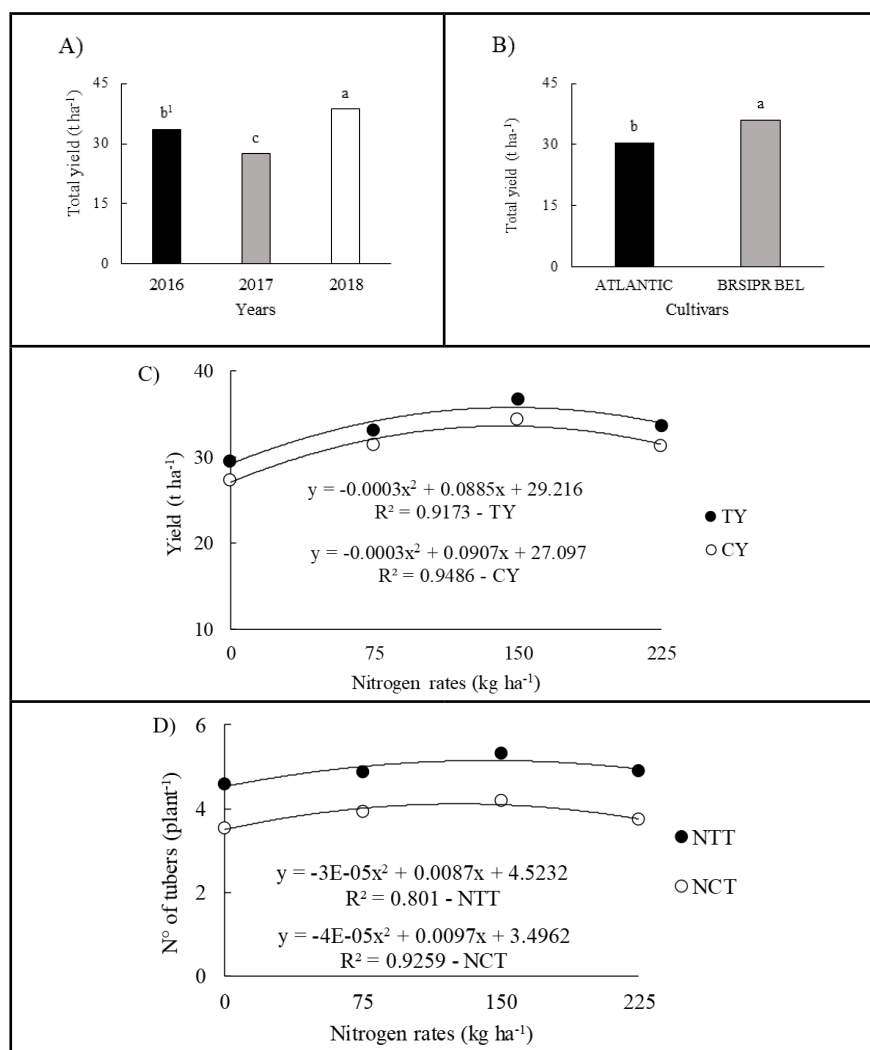 A)
Total yield (t ha⁻¹)
45
30
15
0
b¹
c
a
2016
2017
2018
Years
B)
Total yield (t ha-¹)
45
30
15
0
b
a
ATLANTIC
BRSIPR BEL
Cultivars
C)
Yield (t ha⁻¹)
40
30
20
10
y = -0.0003x² + 0.0885x + 29.216
R² = 0.9173 - TY
y = -0.0003x² + 0.0907x + 27.097
R² = 0.9486 - CY
TY
CY
0
75
150
225
Nitrogen rates (kg ha⁻¹)
D)
N° of tubers (plant⁻¹)
6
4
2
0
y = -3E-05x² + 0.0087x + 4.5232
R² = 0.801 - NTT
y = -4E-05x² + 0.0097x + 3.4962
R² = 0.9259 - NCT
NTT
NCT
0
75
150
225
Nitrogen rates (kg ha⁻¹)